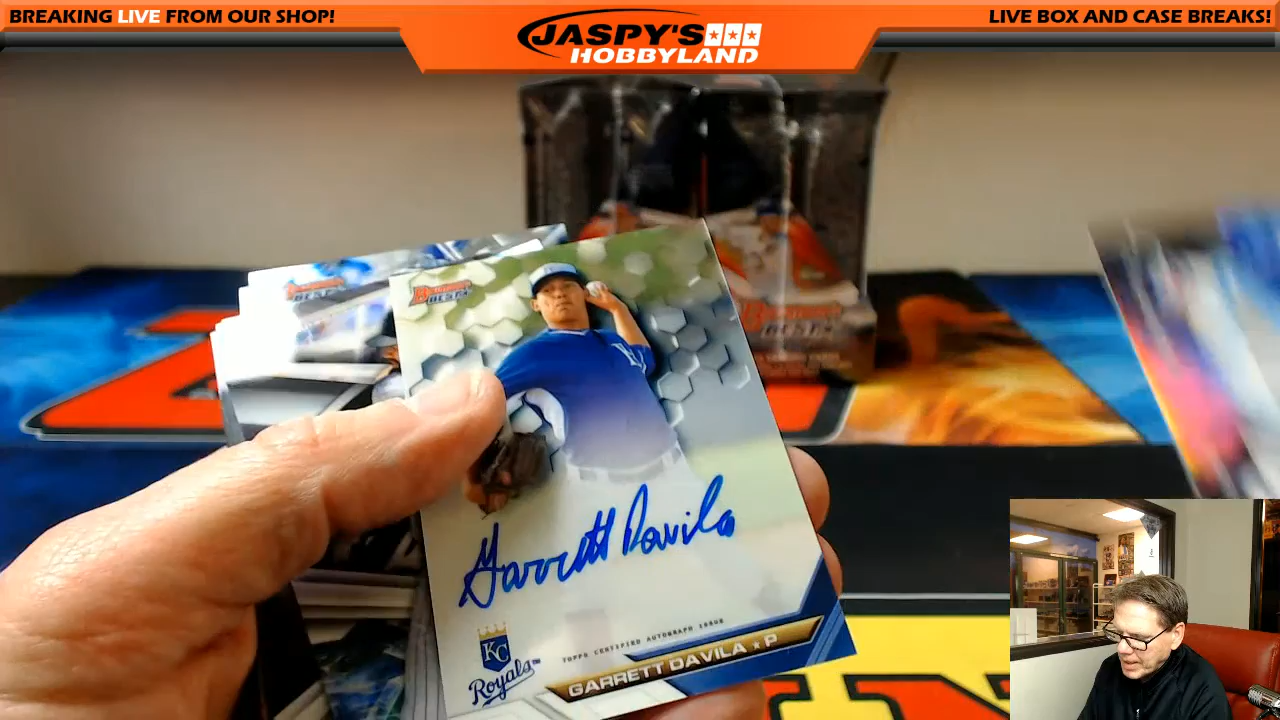 BREAKING LIVE FROM OUR SHOP!
JASPY'S
HOBBYLAND
LIVE BOX AND CASE BREAKS!
BOWMAN'S
BEST
Garrett Davila
TOPPS CERTIFIED AUTOGRAPH ISSUE
KC
Royals
GARRETT DAVILA ★ P